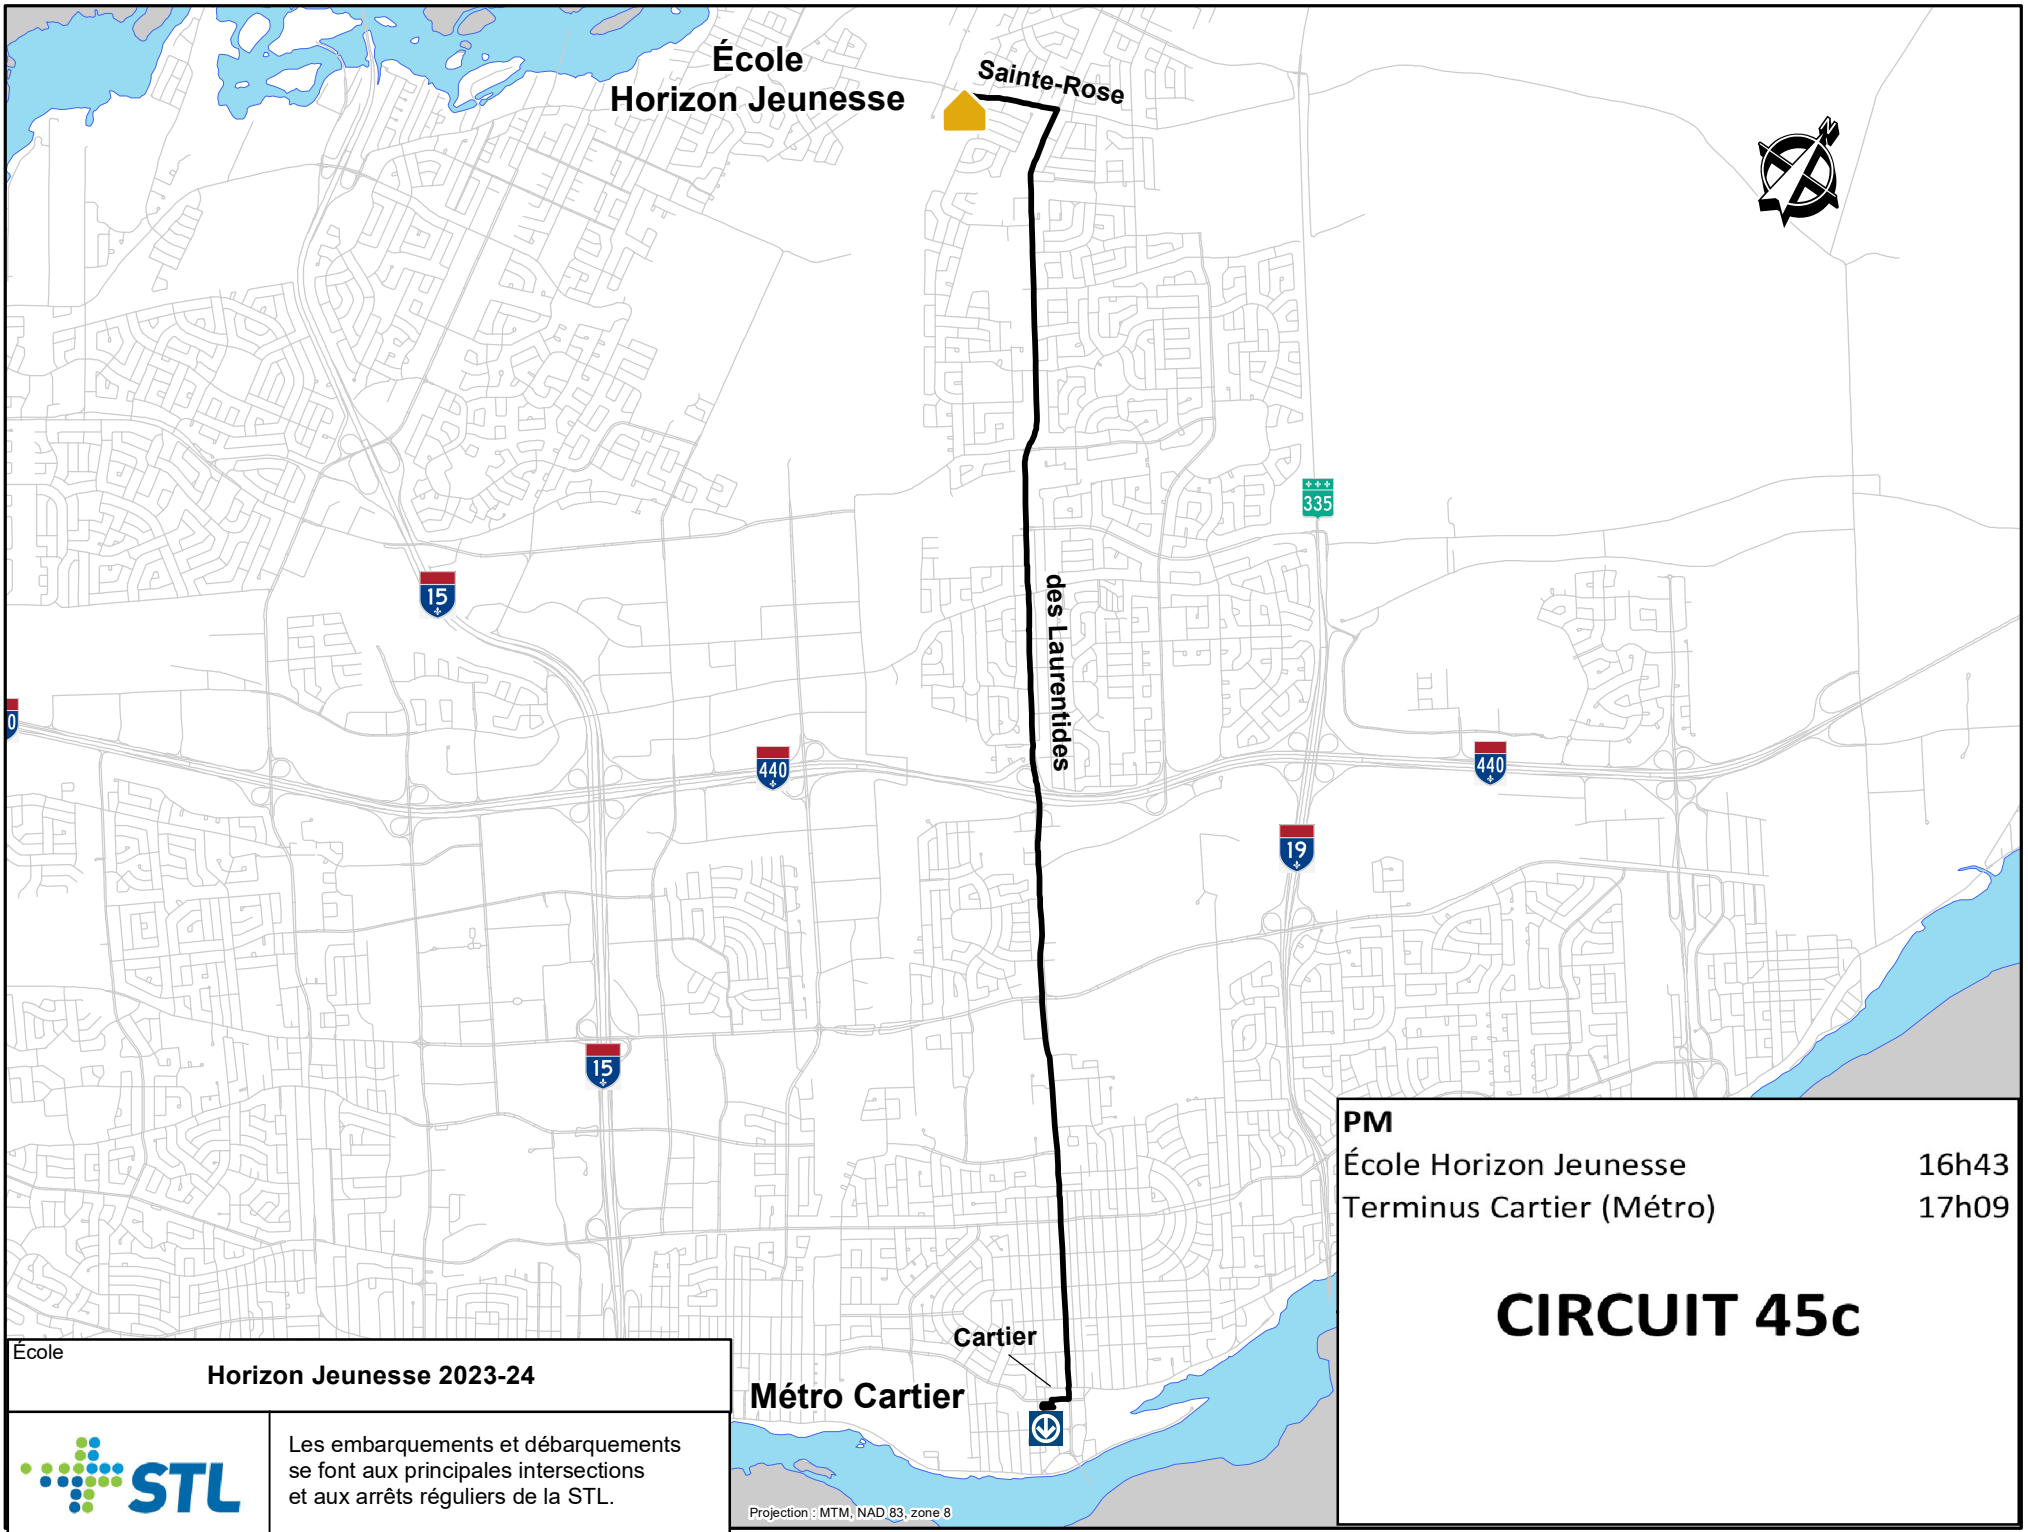 École
Horizon Jeunesse
Sainte-Rose
N
335
des Laurentides
15
0
440
440
19
15
PM
École Horizon Jeunesse 16h43
Terminus Cartier (Métro) 17h09
CIRCUIT 45c
Cartier
Métro Cartier
École
Horizon Jeunesse 2023-24
STL
Les embarquements et débarquements
se font aux principales intersections
et aux arrêts réguliers de la STL.
Projection : MTM, NAD 83, zone 8